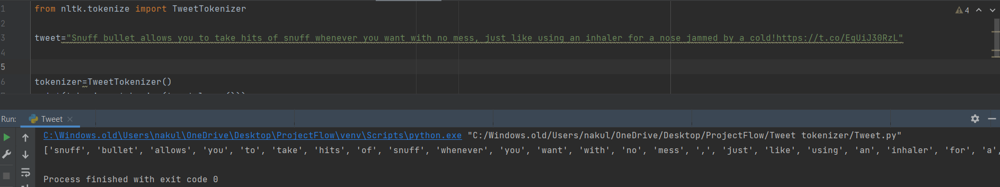 1 from nltk.tokenize import TweetTokenizer
4
2
3 tweet="Snuff bullet allows you to take hits of snuff whenever you want with no mess, just like using an inhaler for a nose jammed by a cold!https://t.co/EqUiJ30RzL"
4
5
6 tokenizer=TweetTokenizer()
Run: Tweet
C:\Windows.old\Users\nakul\OneDrive\Desktop\ProjectFlow\venv\Scripts\python.exe "C:/Windows.old/Users/nakul/OneDrive/Desktop/ProjectFlow/Tweet tokenizer/Tweet.py"
['snuff', 'bullet', 'allows', 'you', 'to', 'take', 'hits', 'of', 'snuff', 'whenever', 'you', 'want', 'with', 'no', 'mess', ',', 'just', 'like', 'using', 'an', 'inhaler', 'for', 'a',
Process finished with exit code 0